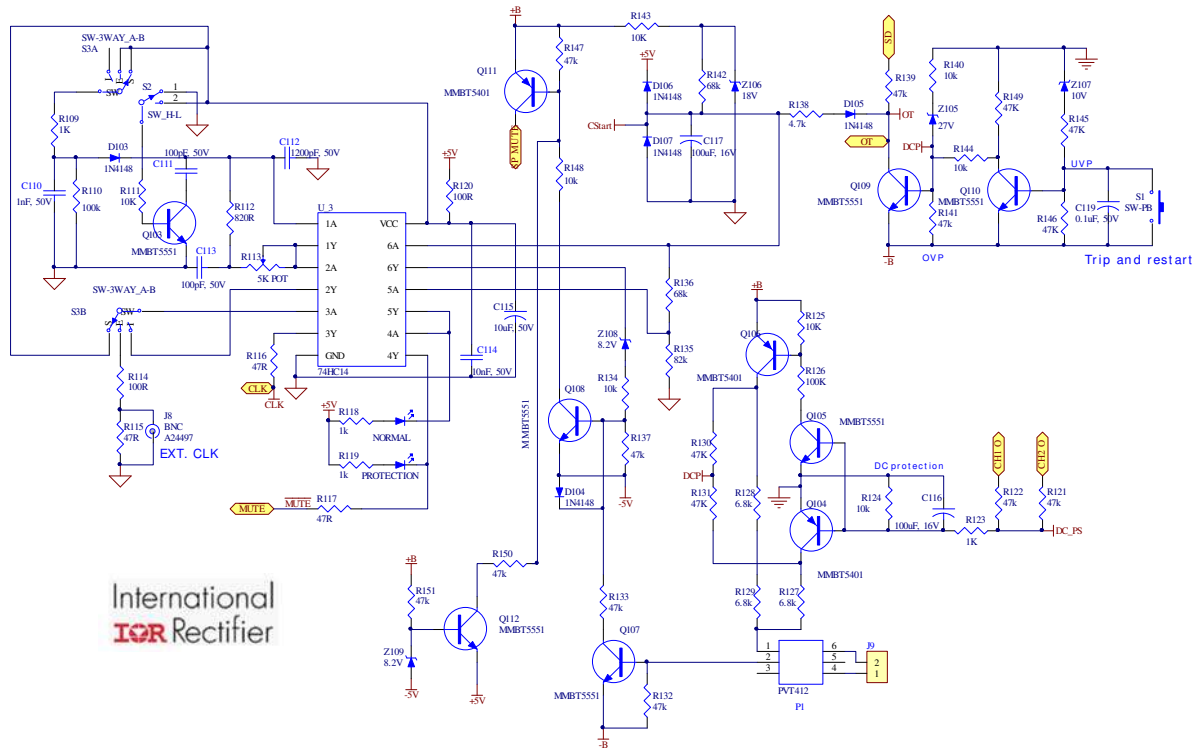 SW-3WAY_A-B
S3A
S2
1
2
SW
SW_H-L
R109
1K
D103
1N4148
100pF, 50V
C111
C112
1200pF, 50V
C110
1nF, 50V
R110
100k
R111
10K
R112
820R
Q103
MMBT5551
C113
100pF, 50V
R113
5K POT
SW-3WAY_A-B
S3B
SW
R114
100R
R115
47R
J8
BNC
A24497
EXT. CLK
U_3
1A
1Y
2A
2Y
3A
3Y
GND
VCC
6A
6Y
5A
5Y
4A
4Y
74HC14
R116
47R
CLK
CLK
+5V
R120
100R
C115
10uF, 50V
C114
10nF, 50V
+5V
R118
1k
NORMAL
R119
1k
PROTECTION
MUTE
MUTE
R117
47R
+B
Q111
MMBT5401
SP MUTE
R147
47k
R148
10k
R143
10K
+5V
D106
1N4148
CStart
D107
1N4148
R142
68k
Z106
18V
C117
100uF, 16V
R138
4.7k
D105
1N4148
SD
R139
47k
OT
OT
R140
10k
Z105
27V
DCP
R144
10k
R149
47K
Z107
10V
R145
47K
UVP
Q109
MMBT5551
R141
47k
Q110
MMBT5551
R146
47K
C119
0.1uF, 50V
S1
SW-PB
-B
OVP
Trip and restart
R136
68k
R135
82k
Z108
8.2V
R134
10k
Q108
MMBT5551
R137
47k
-5V
D104
1N4148
+B
Q106
MMBT5401
R125
10K
R126
100K
Q105
MMBT5551
R130
47K
DCP
R131
47K
R128
6.8k
DC protection
Q104
MMBT5401
R124
10k
C116
100uF, 16V
R123
1K
CH1 O
CH2 O
R122
47k
R121
47k
DC_PS
R129
6.8k
R127
6.8k
+B
R151
47k
Z109
8.2V
-5V
Q112
MMBT5551
R150
47k
+5V
R133
47k
Q107
MMBT5551
R132
47k
-B
1
2
3
6
5
4
PVT412
P1
J9
2
1
International
IOR Rectifier